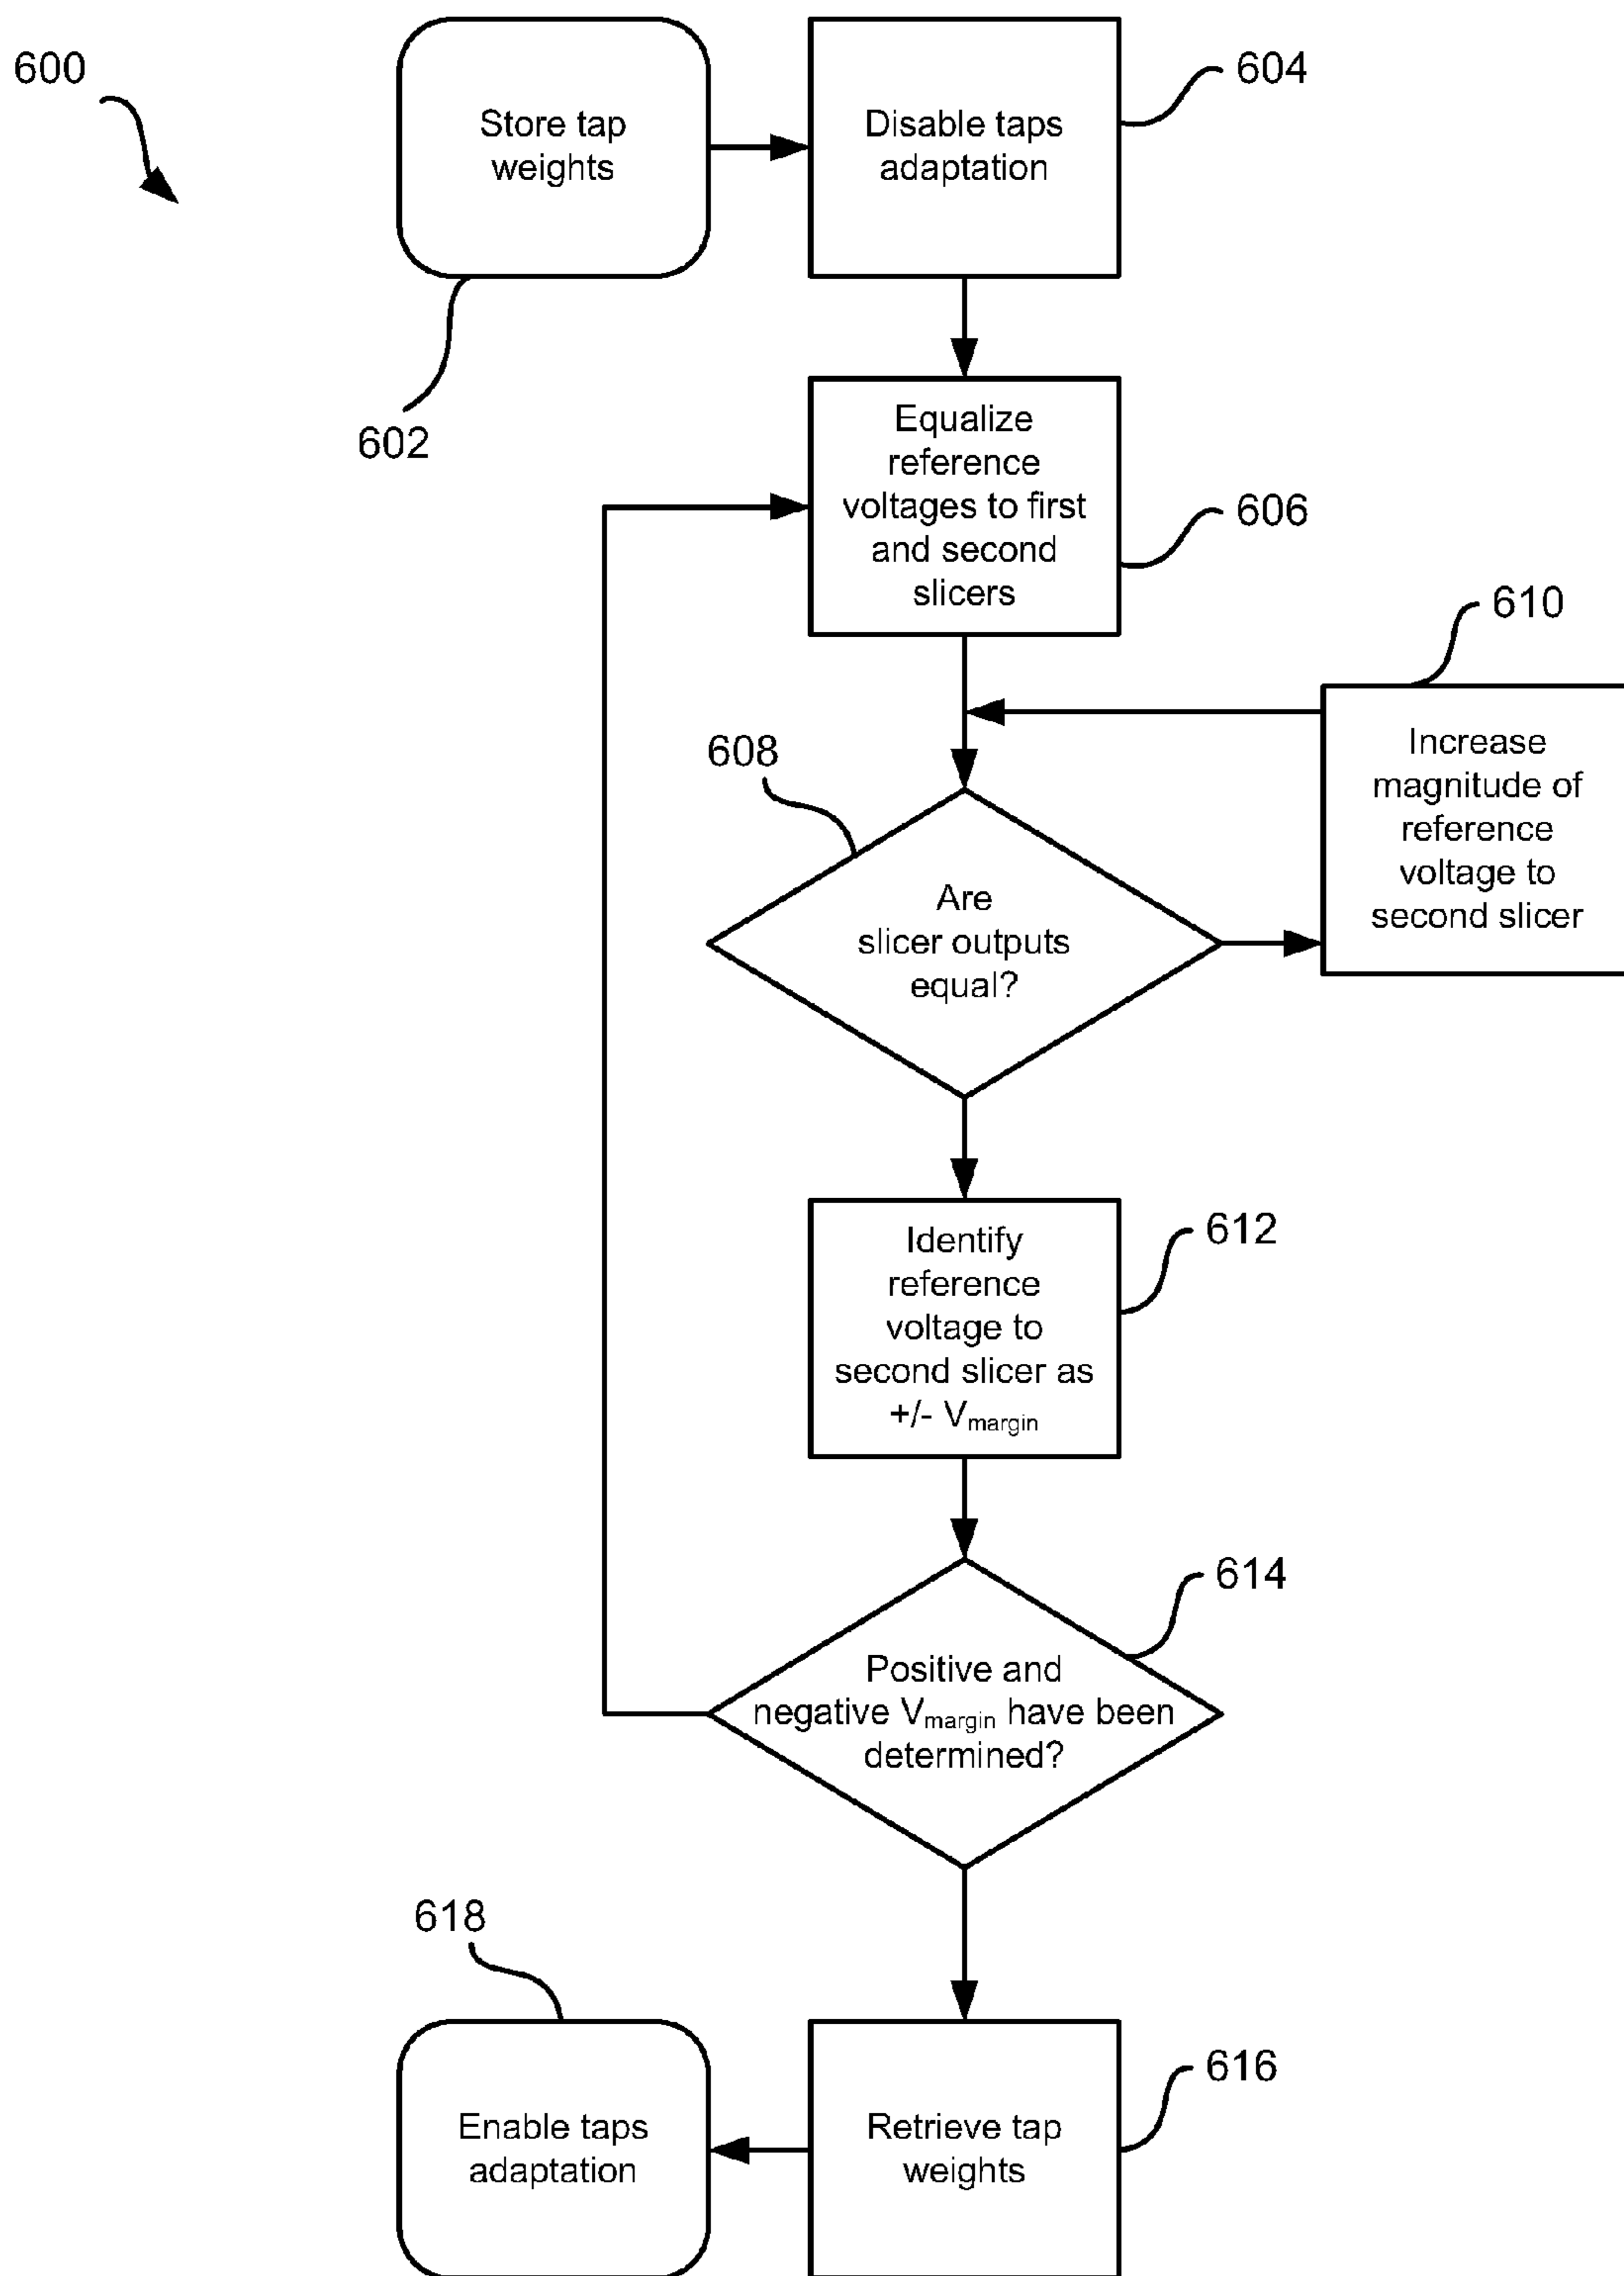 600
Store tap
weights
602
Disable taps
adaptation
604
Equalize
reference
voltages to first
and second
slicers
606
610
Increase
magnitude of
reference
voltage to
second slicer
608
Are
slicer outputs
equal?
Identify
reference
voltage to
second slicer as
+/- Vmargin
612
614
Positive and
negative Vmargin have been
determined?
618
Enable taps
adaptation
Retrieve tap
weights
616